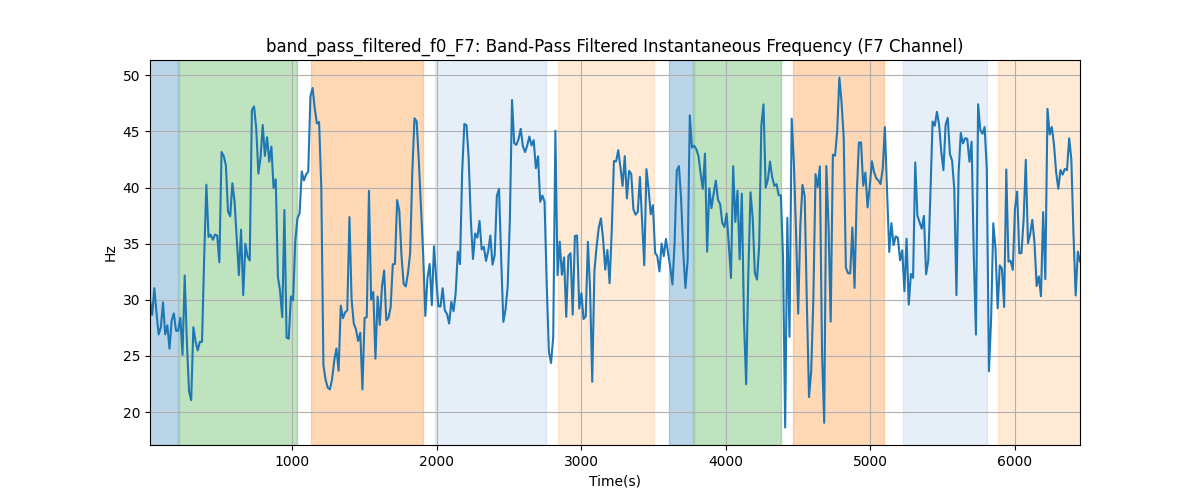 band_pass_filtered_f0_F7: Band-Pass Filtered Instantaneous Frequency (F7 Channel)
50
45
40
35
30
25
20
Hz
1000 2000 3000 4000 5000 6000
Time(s)